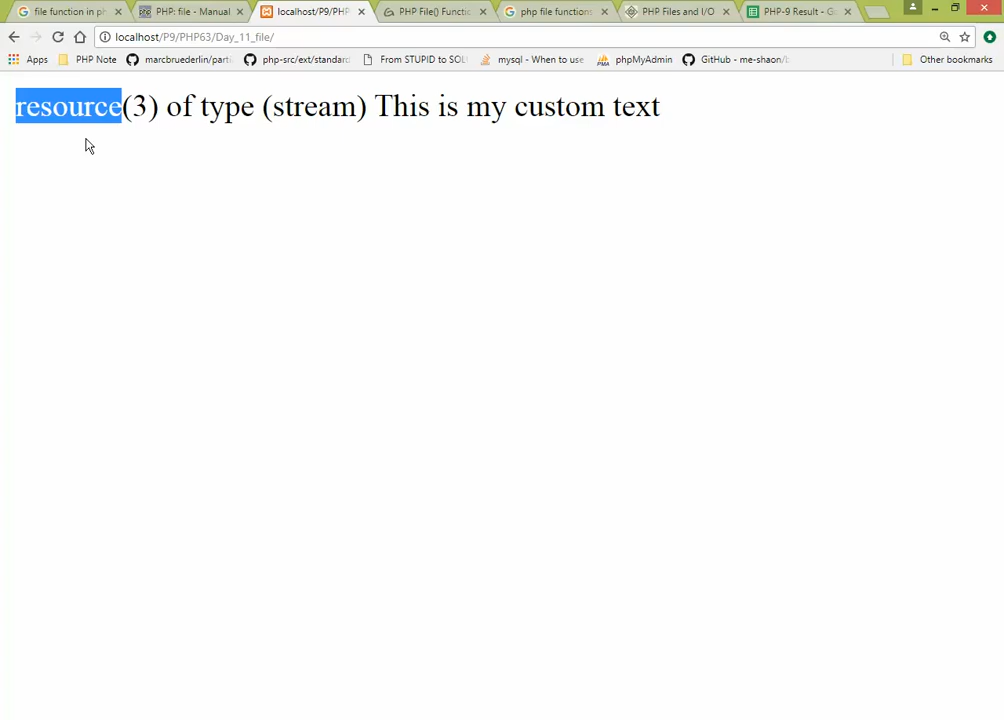 file function in ph
PHP: file - Manual
localhost/P9/PHP
PHP File() Functic
php file functions
PHP Files and I/O
PHP-9 Result - Go
localhost/P9/PHP63/Day_11_file/
Apps
PHP Note
marcbruederlin/parti
php-src/ext/standard
From STUPID to SOL
mysql - When to use
phpMyAdmin
GitHub - me-shaon/b
Other bookmarks
resource(3) of type (stream) This is my custom text